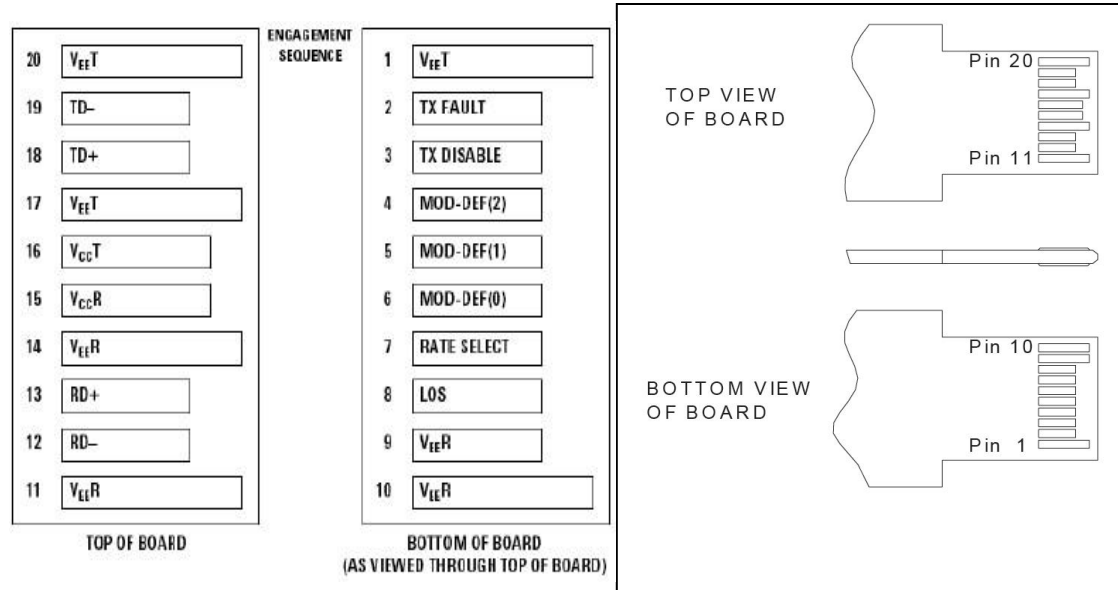 ENGAGEMENT
SEQUENCE
20 VEET
19 TD–
18 TD+
17 VEET
16 VCCT
15 VCCR
14 VEER
13 RD+
12 RD–
11 VEER
TOP OF BOARD
1 VEET
2 TX FAULT
3 TX DISABLE
4 MOD-DEF(2)
5 MOD-DEF(1)
6 MOD-DEF(0)
7 RATE SELECT
8 LOS
9 VEER
10 VEER
BOTTOM OF BOARD
(AS VIEWED THROUGH TOP OF BOARD)
Pin 20
TOP VIEW
OF BOARD
Pin 11
Pin 10
BOTTOM VIEW
OF BOARD
Pin 1